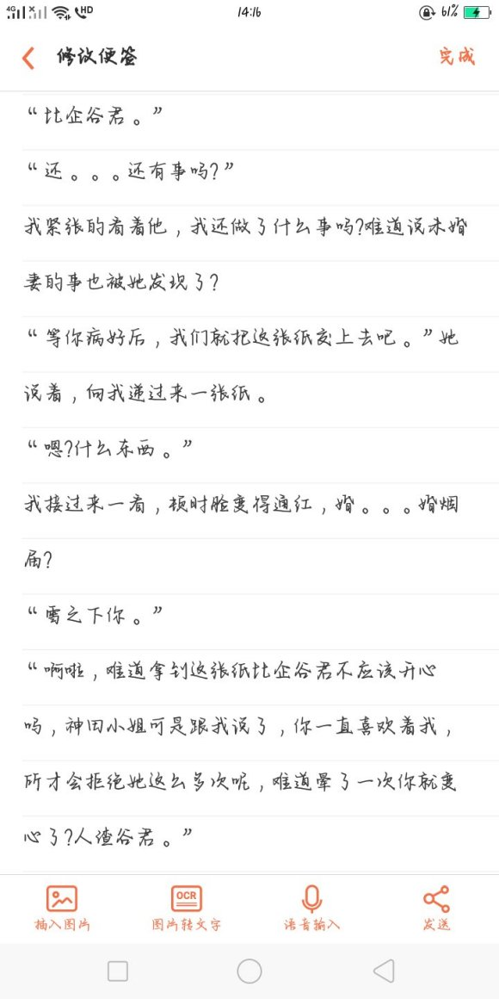 4G HD 14:16 61%
修改便签 完成
“比企谷君。”
“还。。。还有事吗?”
我紧张的看着他，我还做了什么事吗?难道说未婚
妻的事也被她发现了?
“等你病好后，我们就把这张纸交上去吧。”她
说着，向我递过来一张纸。
“嗯?什么东西。”
我接过来一看，顿时脸变得通红，婚。。。婚烟
届?
“雪之下你。”
“啊啦，难道拿到这张纸比企谷君不应该开心
吗，神田小姐可是跟我说了，你一直喜欢着我，
所才会拒绝她这么多次呢，难道晕了一次你就变
心了?人渣谷君。”
插入图片 OCR 图片转文字 语音输入 发送